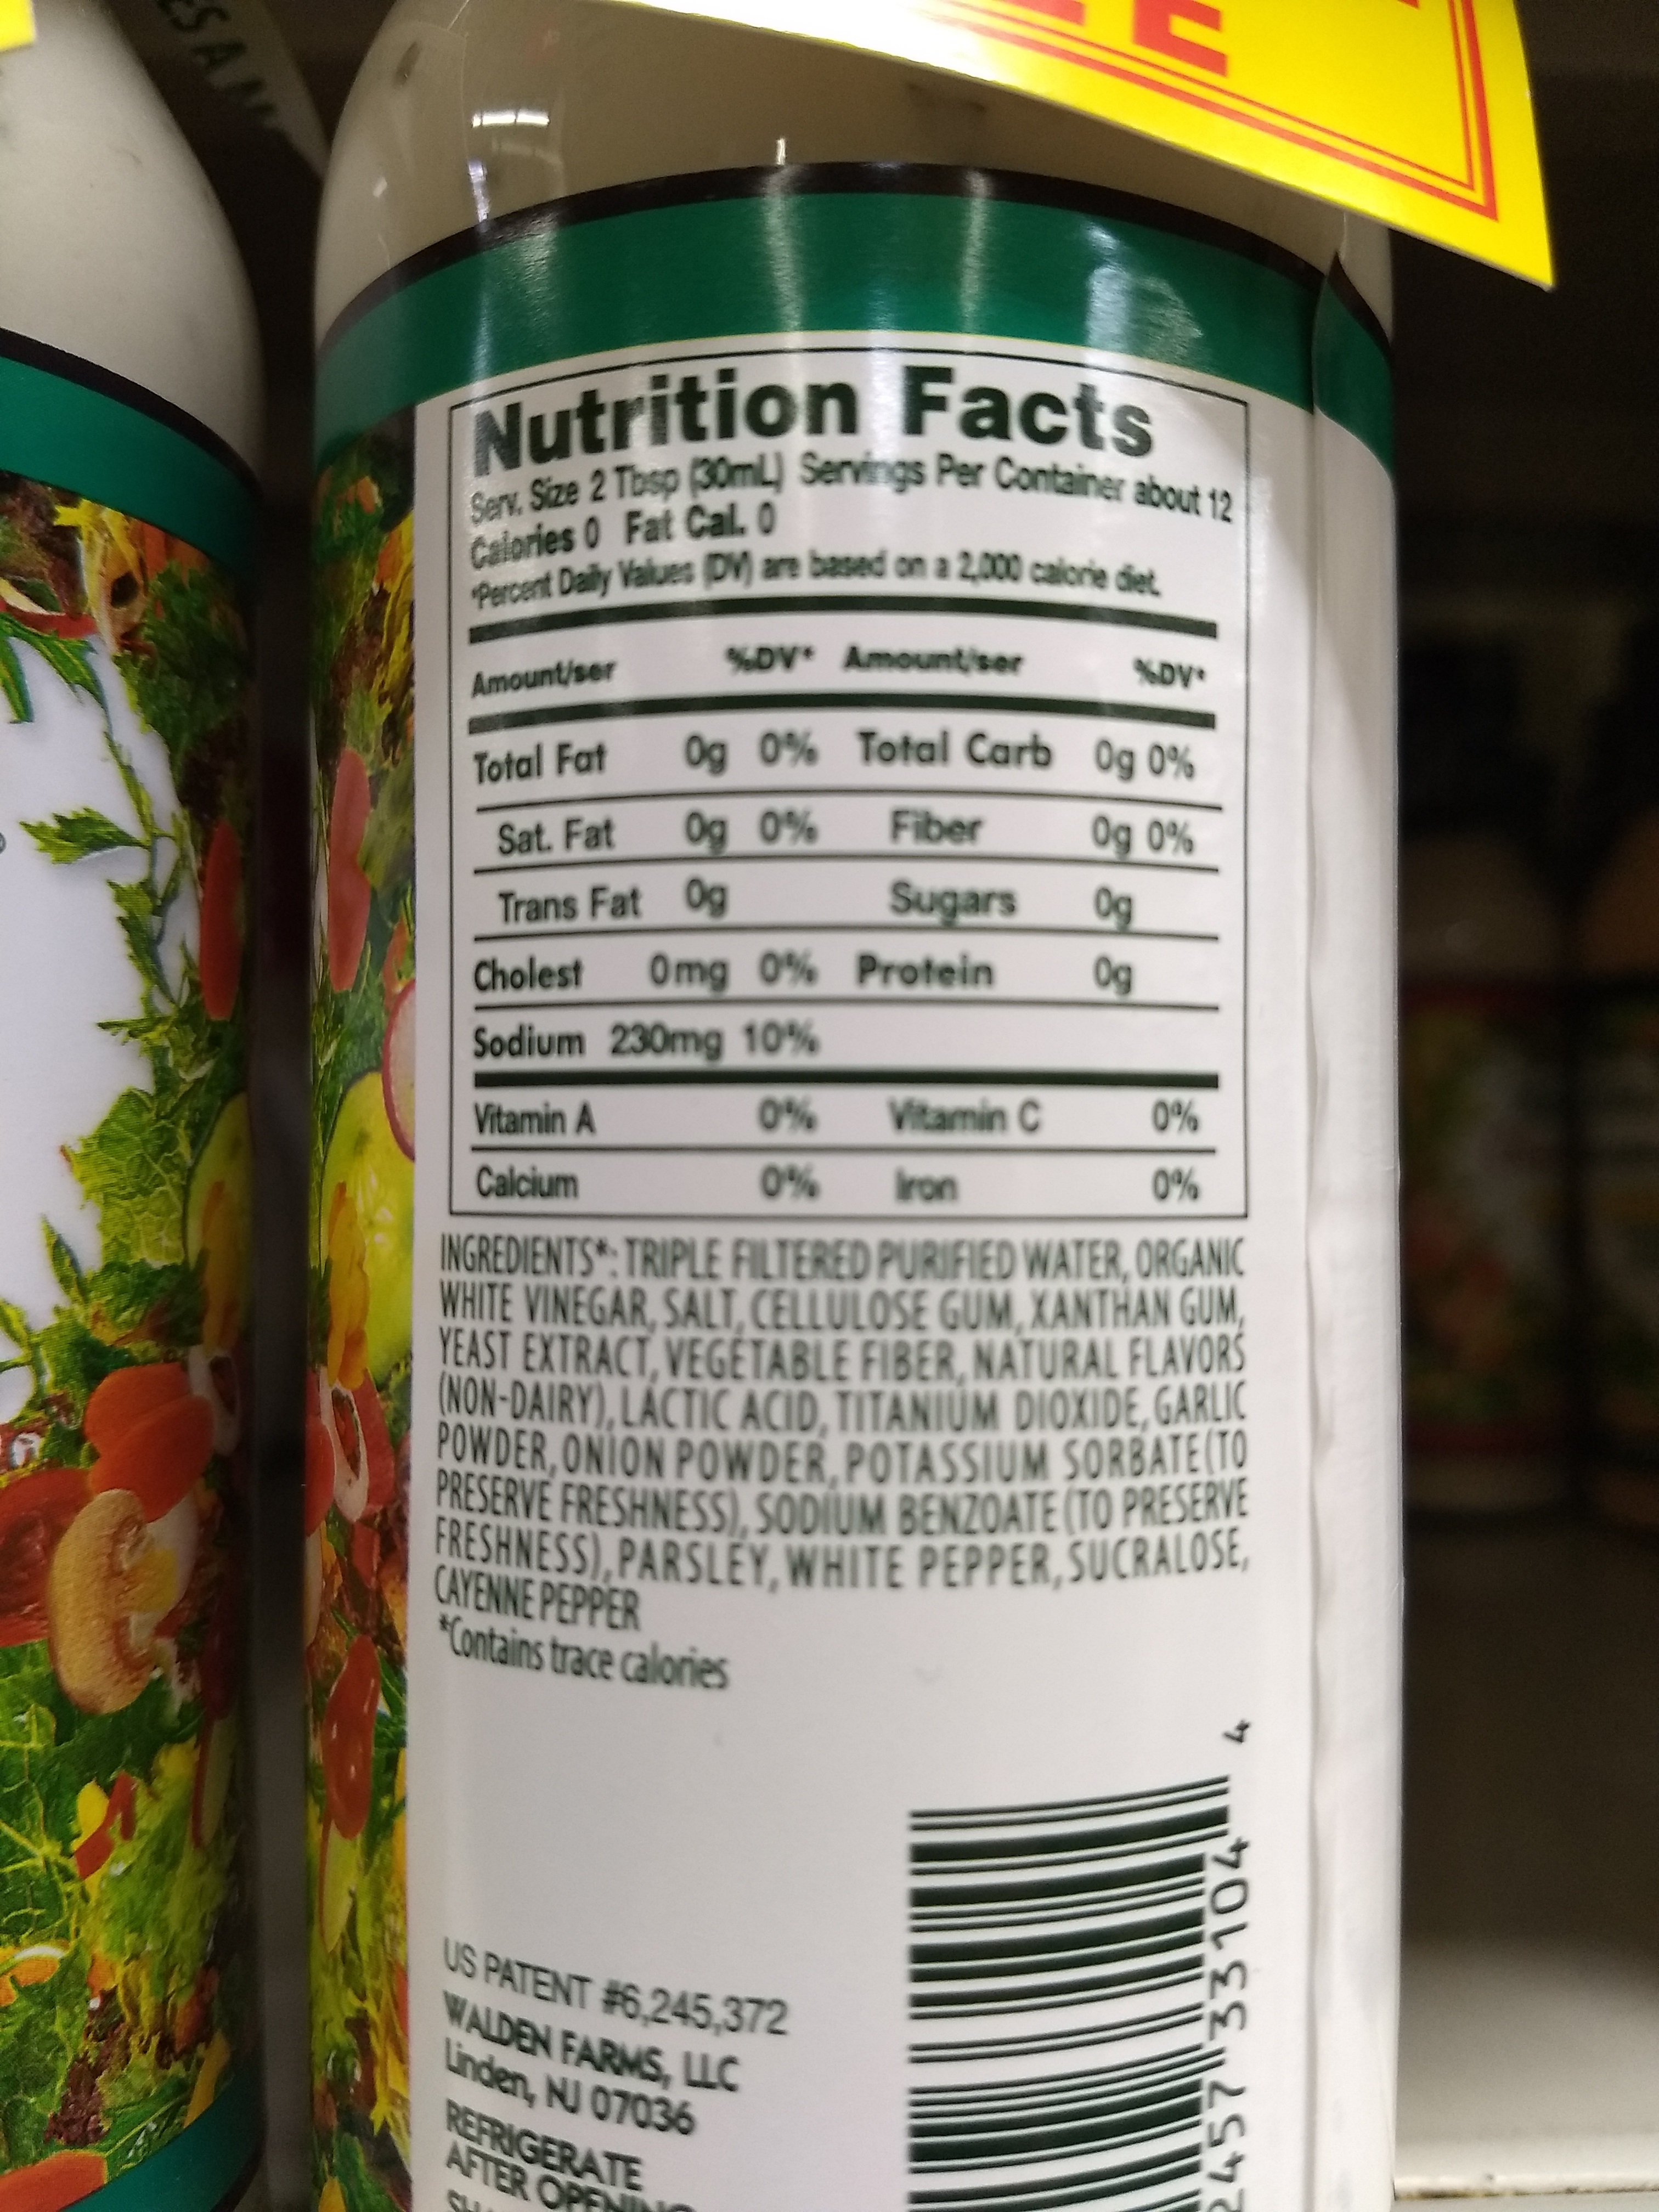 ES AN
E
Nutrition Facts
Serv. Size 2 Tbsp (30mL) Servings Per Container about 12
Calories 0 Fat Cal. 0
*Percent Daily Values (DV) are based on a 2,000 calorie diet.
Amount/ser %DV* Amount/ser %DV*
Total Fat 0g 0% Total Carb 0g 0%
Sat. Fat 0g 0% Fiber 0g 0%
Trans Fat 0g Sugars 0g
Cholest 0mg 0% Protein 0g
Sodium 230mg 10%
Vitamin A 0% Vitamin C 0%
Calcium 0% Iron 0%
INGREDIENTS*: TRIPLE FILTERED PURIFIED WATER, ORGANIC
WHITE VINEGAR, SALT, CELLULOSE GUM, XANTHAN GUM,
YEAST EXTRACT, VEGETABLE FIBER, NATURAL FLAVORS
(NON-DAIRY), LACTIC ACID, TITANIUM DIOXIDE, GARLIC
POWDER, ONION POWDER, POTASSIUM SORBATE (TO
PRESERVE FRESHNESS), SODIUM BENZOATE (TO PRESERVE
FRESHNESS), PARSLEY, WHITE PEPPER, SUCRALOSE,
CAYENNE PEPPER
*Contains trace calories
US PATENT #6,245,372
WALDEN FARMS, LLC
Linden, NJ 07036
REFRIGERATE
AFTER OPENING
2457 33104 4